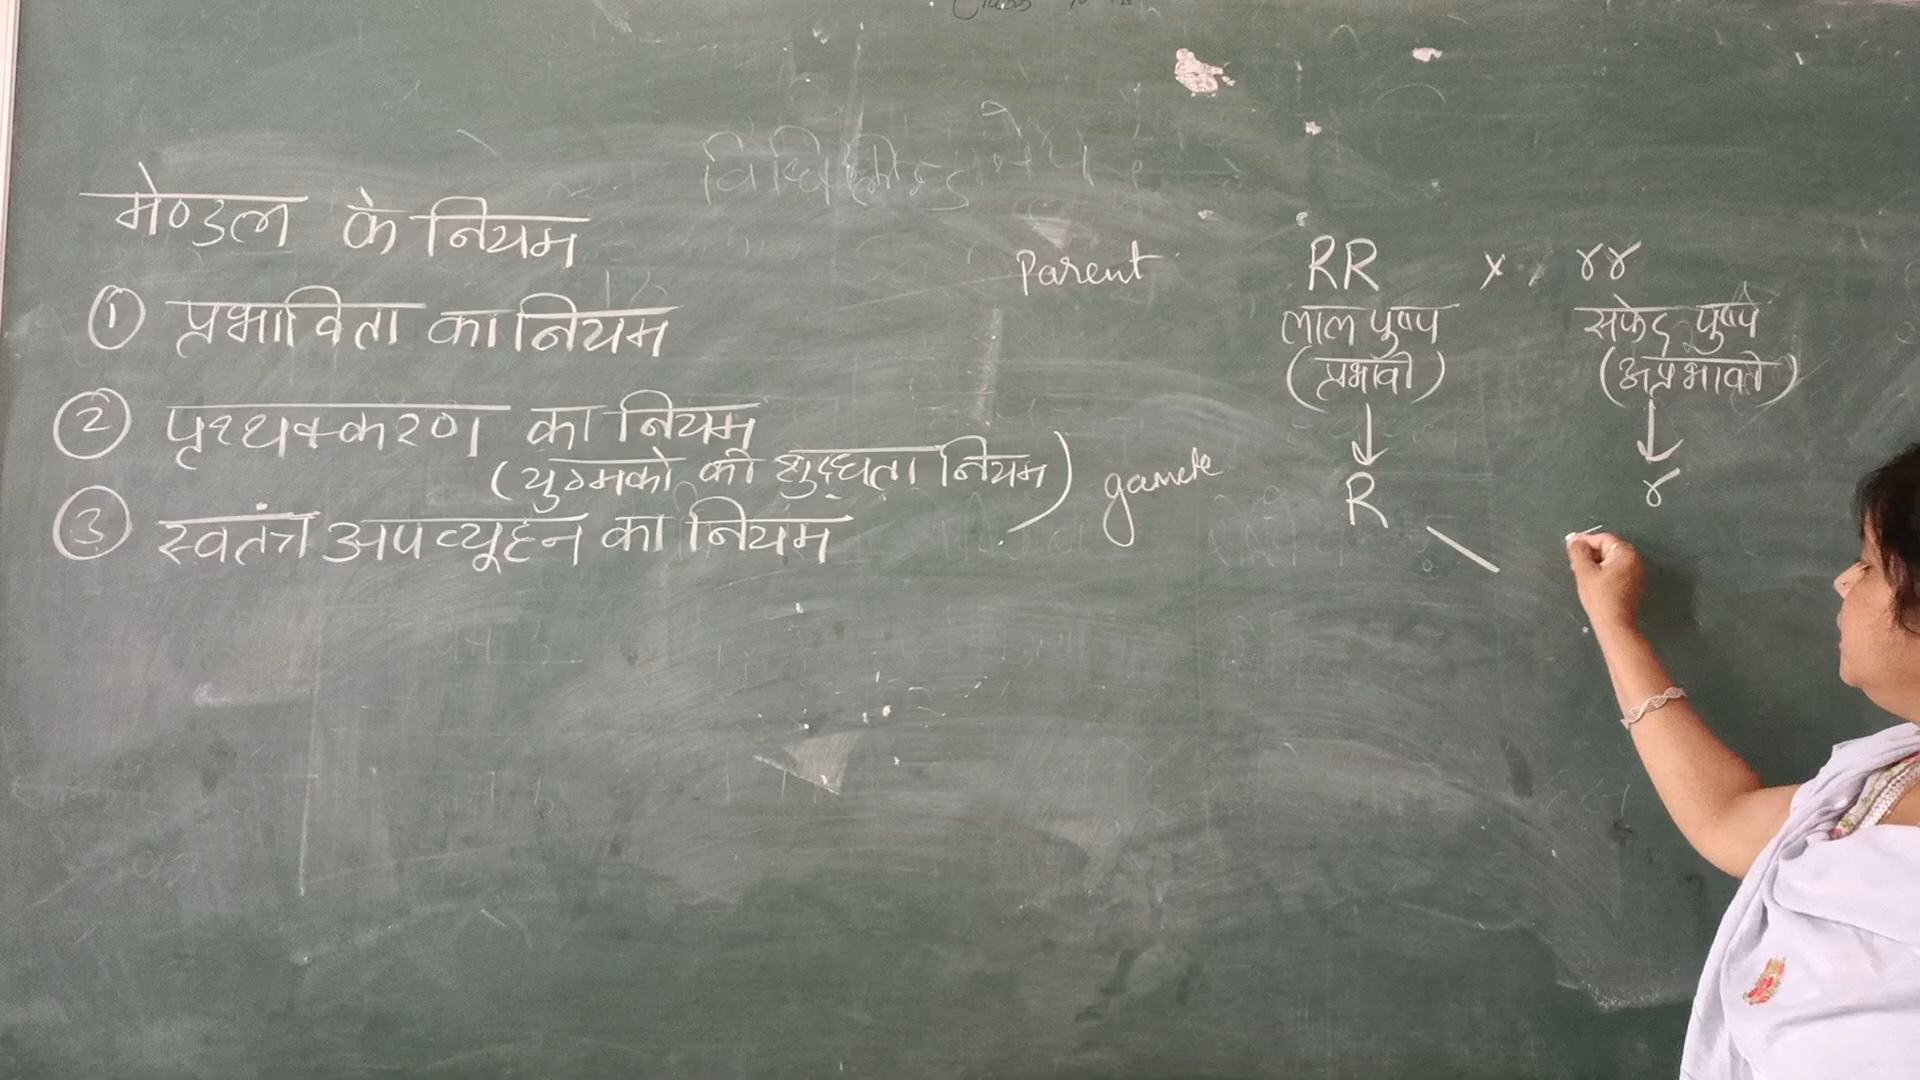 मेण्डल के नियम
① प्रभाविता का नियम
② पृथ्थक्करण का नियम
(युग्मको की शुद्धता नियम)
③ स्वतंत्र अपव्यूहन का नियम
Parent RR x rr
लाल पुष्प सफेद पुष्प
(प्रभावी) (अप्रभावी)
gamete R r